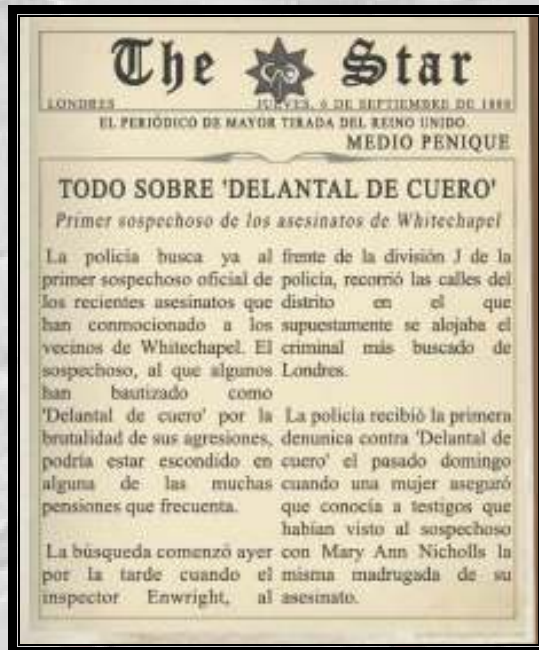 The Star
LONDRES JUEVES, 6 DE SEPTIEMBRE DE 1888
EL PERIÓDICO DE MAYOR TIRADA DEL REINO UNIDO
MEDIO PENIQUE
TODO SOBRE 'DELANTAL DE CUERO'
Primer sospechoso de los asesinatos de Whitechapel
La policía busca ya al
primer sospechoso oficial de
los recientes asesinatos que
han conmocionado a los
vecinos de Whitechapel. El
sospechoso, al que algunos
han bautizado como
'Delantal de cuero' por la
brutalidad de sus agresiones,
podría estar escondido en
alguna de las muchas
pensiones que frecuenta.
La búsqueda comenzó ayer
por la tarde cuando el
inspector Enwright, al
frente de la división J de la
policía, recorrió las calles del
distrito en el que
supuestamente se alojaba el
criminal más buscado de
Londres.
La policía recibió la primera
denunica contra 'Delantal de
cuero' el pasado domingo
cuando una mujer aseguró
que conocía a testigos que
habían visto al sospechoso
con Mary Ann Nicholls la
misma madrugada de su
asesinato.